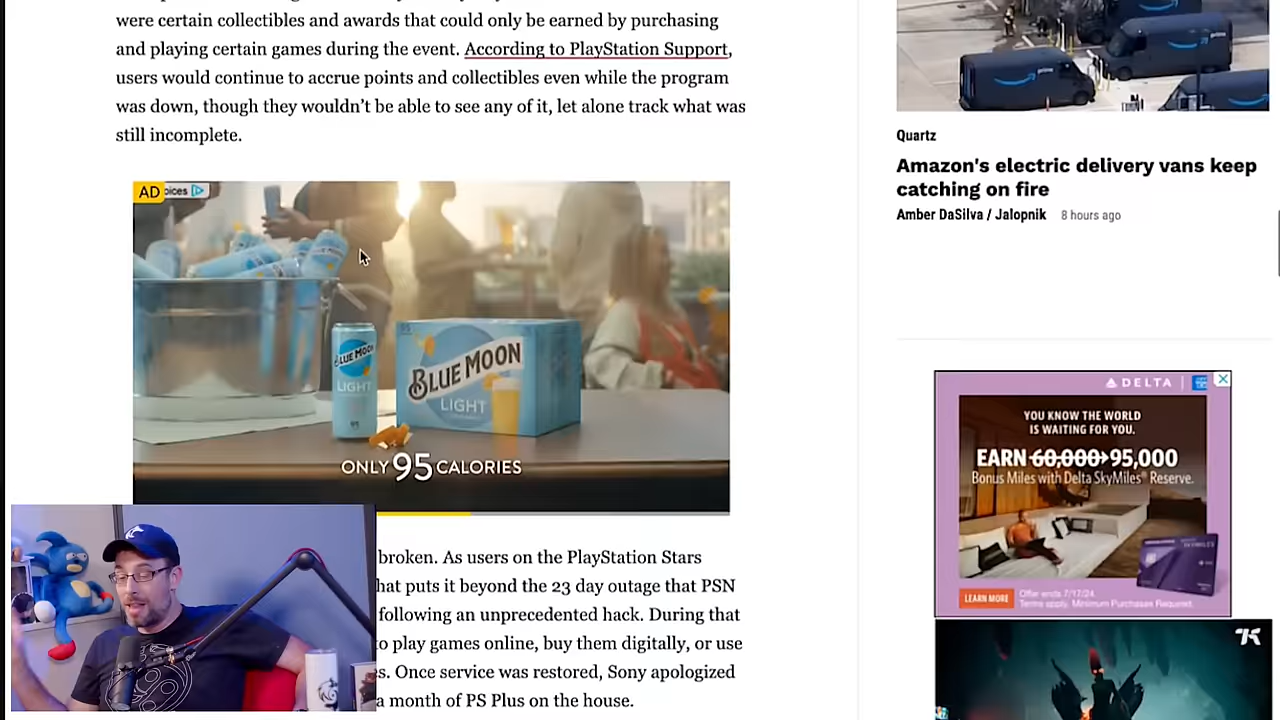 were certain collectibles and awards that could only be earned by purchasing
and playing certain games during the event. According to PlayStation Support,
users would continue to accrue points and collectibles even while the program
was down, though they wouldn't be able to see any of it, let alone track what was
still incomplete.
AD
oices
BLUE MOON
LIGHT
95
BLUE MOON
LIGHT
ONLY 95 CALORIES
broken. As users on the PlayStation Stars
hat puts it beyond the 23 day outage that PSN
following an unprecedented hack. During that
o play games online, buy them digitally, or use
s. Once service was restored, Sony apologized
a month of PS Plus on the house.
prime
Quartz
Amazon's electric delivery vans keep
catching on fire
Amber DaSilva / Jalopnik 8 hours ago
DELTA
YOU KNOW THE WORLD
IS WAITING FOR YOU.
EARN 60,000 95,000
Bonus Miles with Delta SkyMiles® Reserve.
LEARN MORE
Offer ends 7/17/24
Terms apply. Minimum Purchases Required.